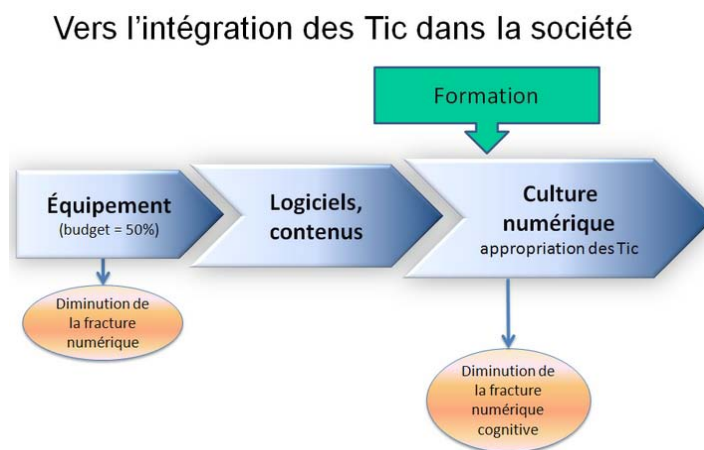 Vers l'intégration des Tic dans la société
Formation
Équipement
(budget = 50%)
Logiciels,
contenus
Culture
numérique
appropriation des Tic
Diminution de
la fracture
numérique
Diminution de
la fracture
numérique
cognitive